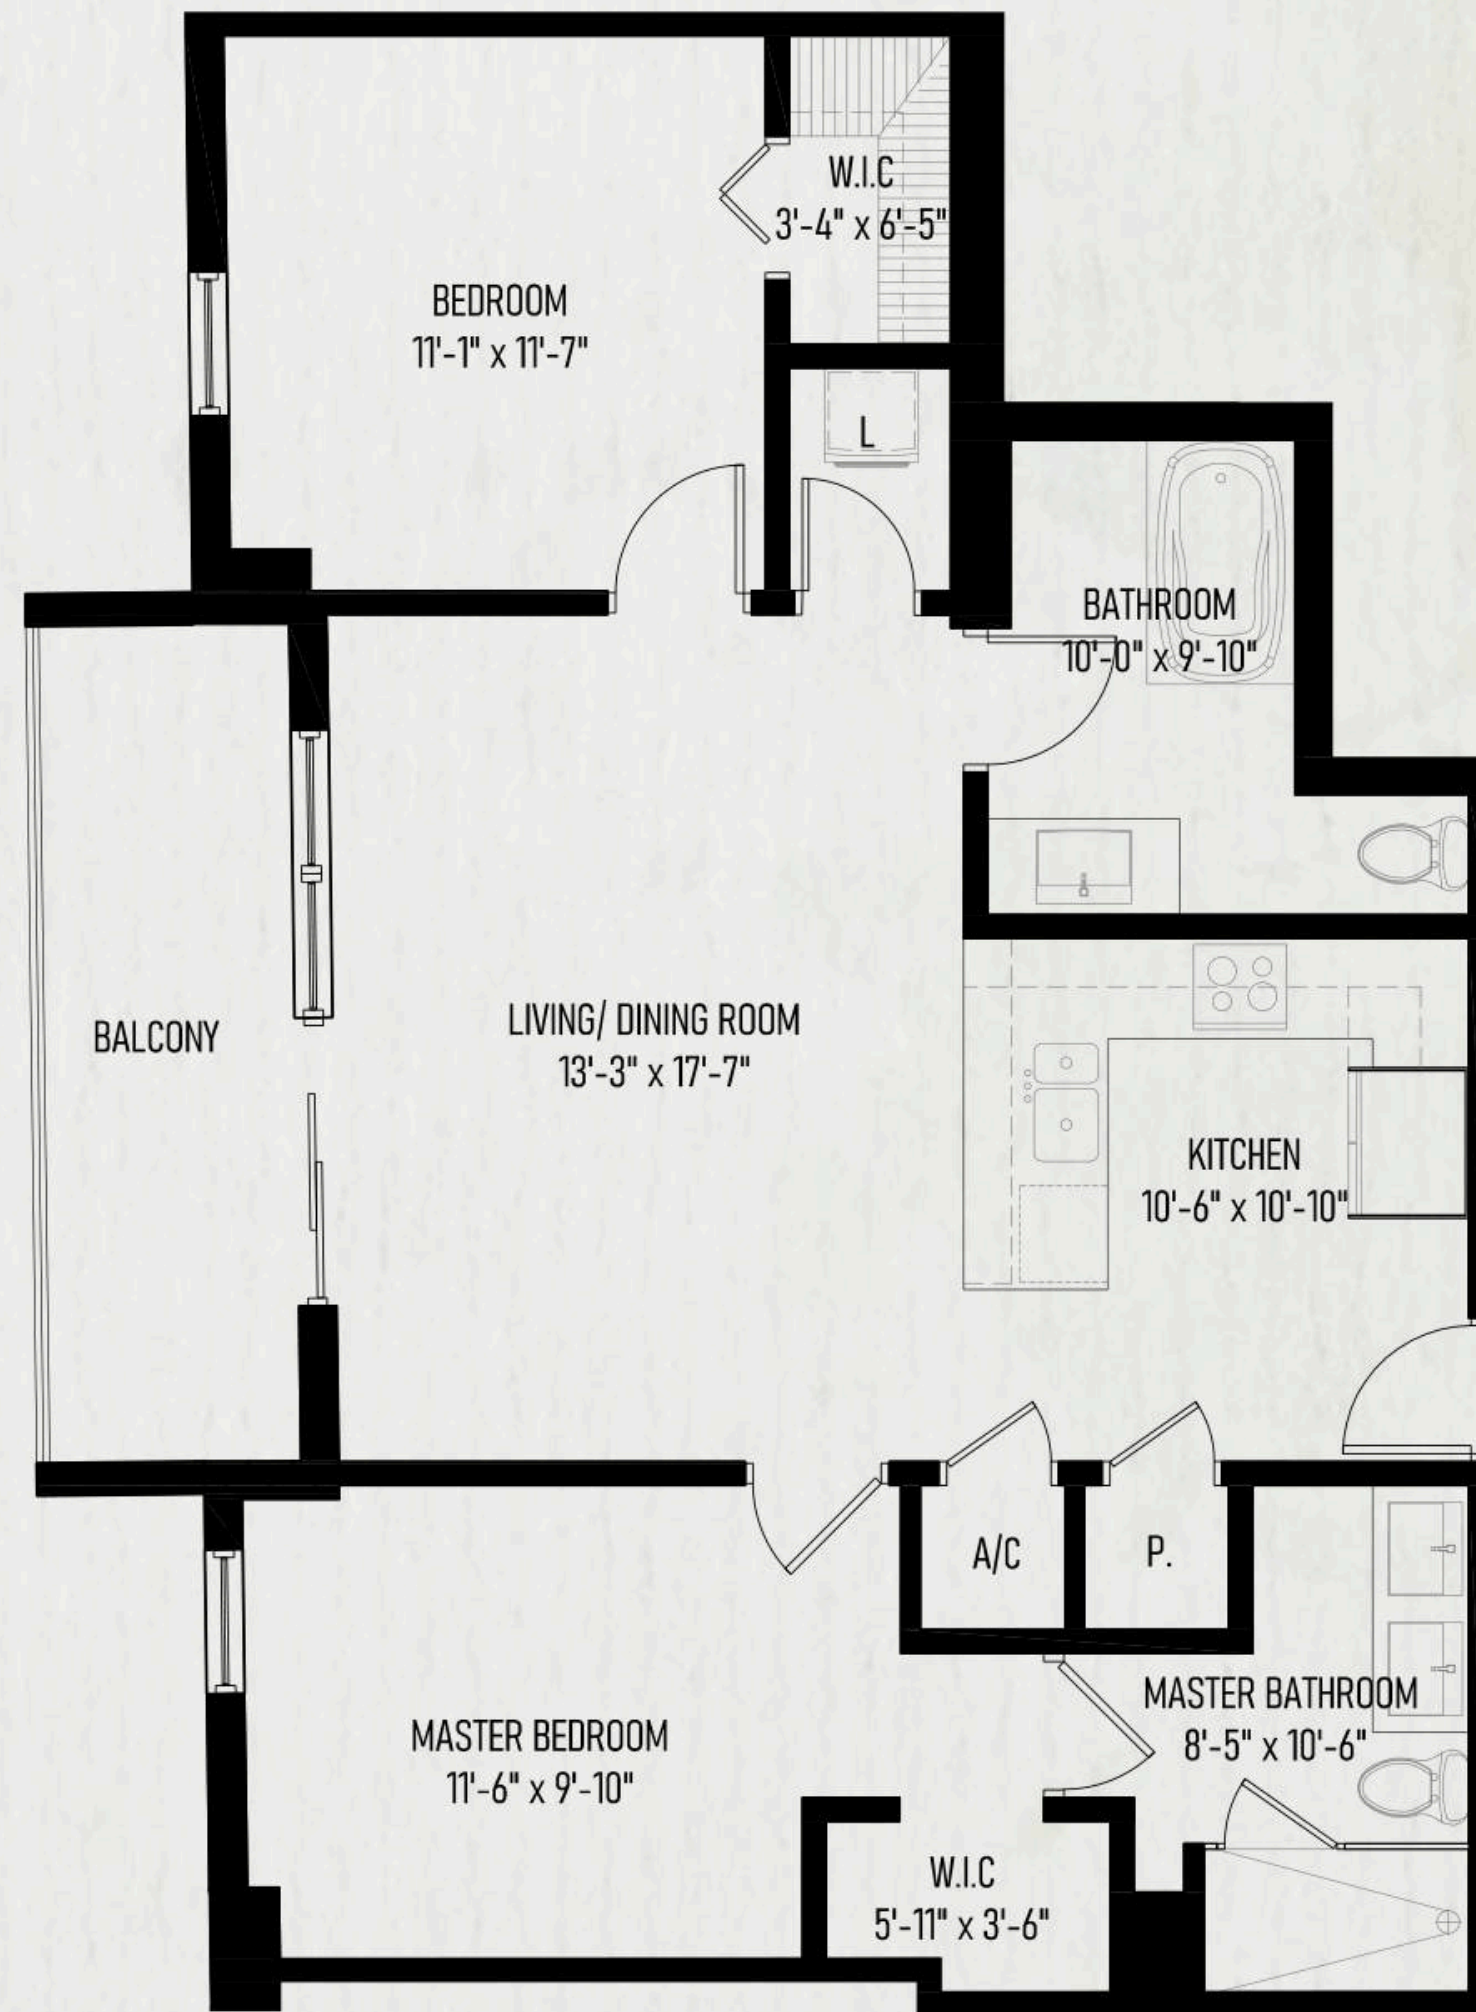 W.I.C
3'-4" x 6'-5"
BEDROOM
11'-1" x 11'-7"
L
BATHROOM
10'-0" x 9'-10"
BALCONY
LIVING/ DINING ROOM
13'-3" x 17'-7"
KITCHEN
10'-6" x 10'-10"
A/C
P.
MASTER BATHROOM
8'-5" x 10'-6"
MASTER BEDROOM
11'-6" x 9'-10"
W.I.C
5'-11" x 3'-6"